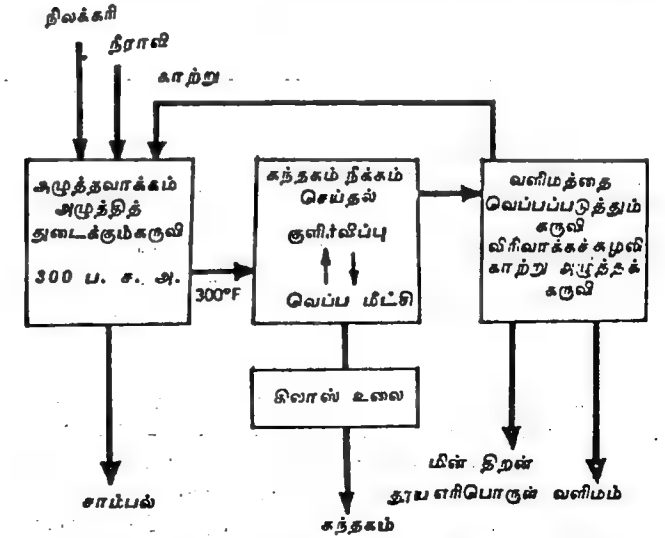 நிலக்கரி
நீராவி
காற்று
அழுத்தவாக்கம்
அழுத்தித்
துடைக்கும்கருவி
300 ப. ச. அ.
300°F
கந்தகம் நீக்கம்
செய்தல்
குளிர்விப்பு
வெப்ப மீட்சி
வளிமத்தை
வெப்பப்படுத்தும்
கருவி
விரிவாக்கச்சுழலி
காற்று அழுத்தக்
கருவி
கிலாஸ் உலை
மின் திறன்
தூய எரிபொருள் வளிமம்
சாம்பல்
கந்தகம்